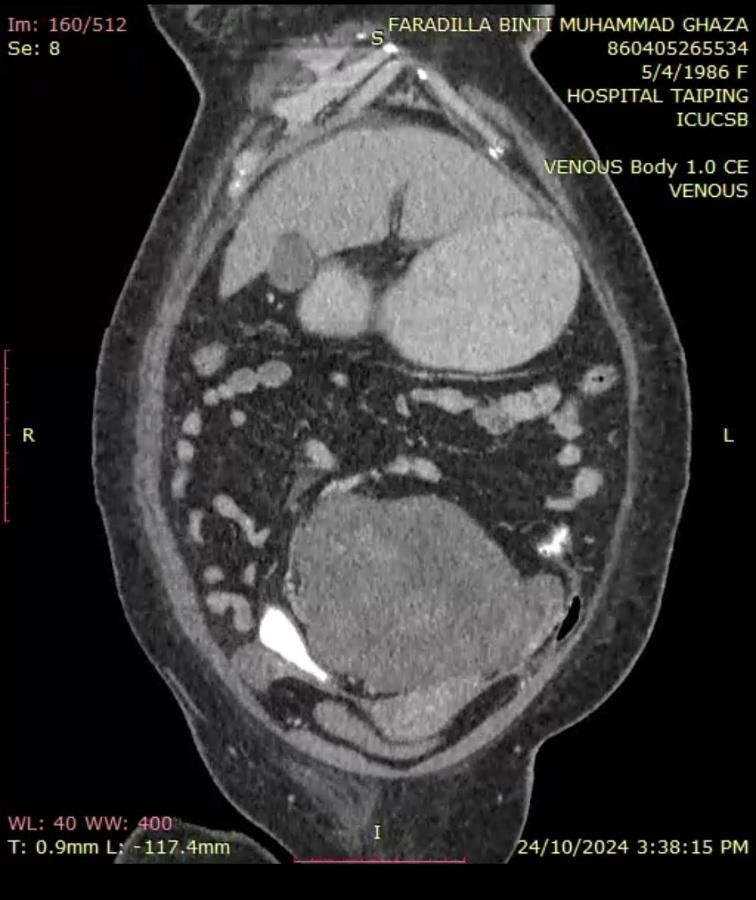 Im: 160/512
Se: 8
S
FARADILLA BINTI MUHAMMAD GHAZA
860405265534
5/4/1986 F
HOSPITAL TAIPING
ICUCSB
VENOUS Body 1.0 CE
VENOUS
R
L
WL: 40 WW: 400
T: 0.9mm L: -117.4mm
I
24/10/2024 3:38:15 PM